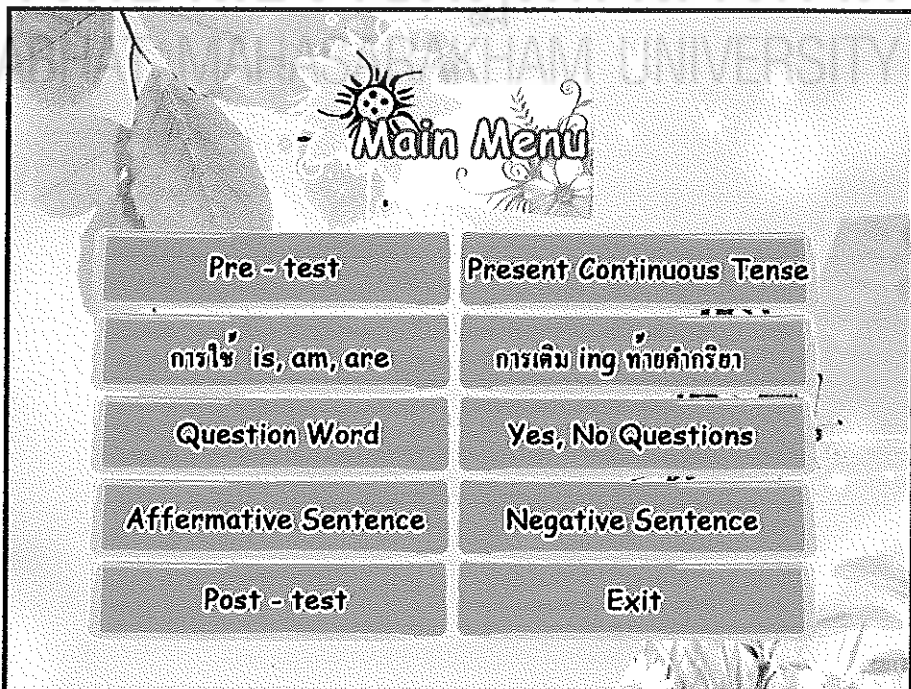 MAHASARAKHAM UNIVERSITY
Main Menu
Pre - test
Present Continuous Tense
การใช้ is, am, are
การเติม ing ท้ายคำกริยา
Question Word
Yes, No Questions
Affermative Sentence
Negative Sentence
Post - test
Exit